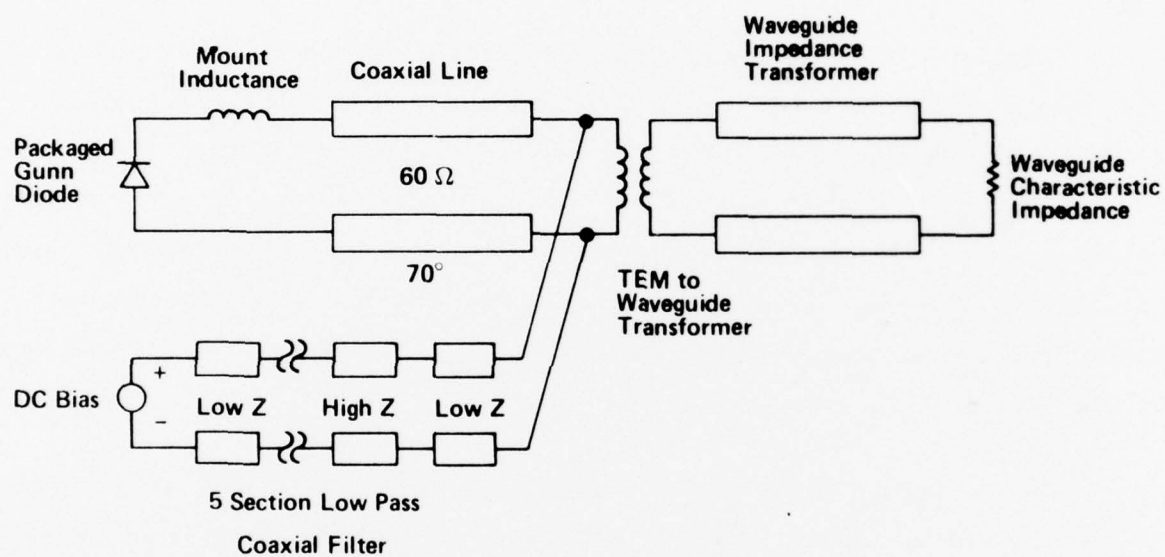 Waveguide
Impedance
Transformer
Mount
Inductance
Coaxial Line
Packaged
Gunn
Diode
60 Ω
Waveguide
Characteristic
Impedance
70°
TEM to
Waveguide
Transformer
DC Bias
+
−
Low Z
High Z
Low Z
5 Section Low Pass
Coaxial Filter